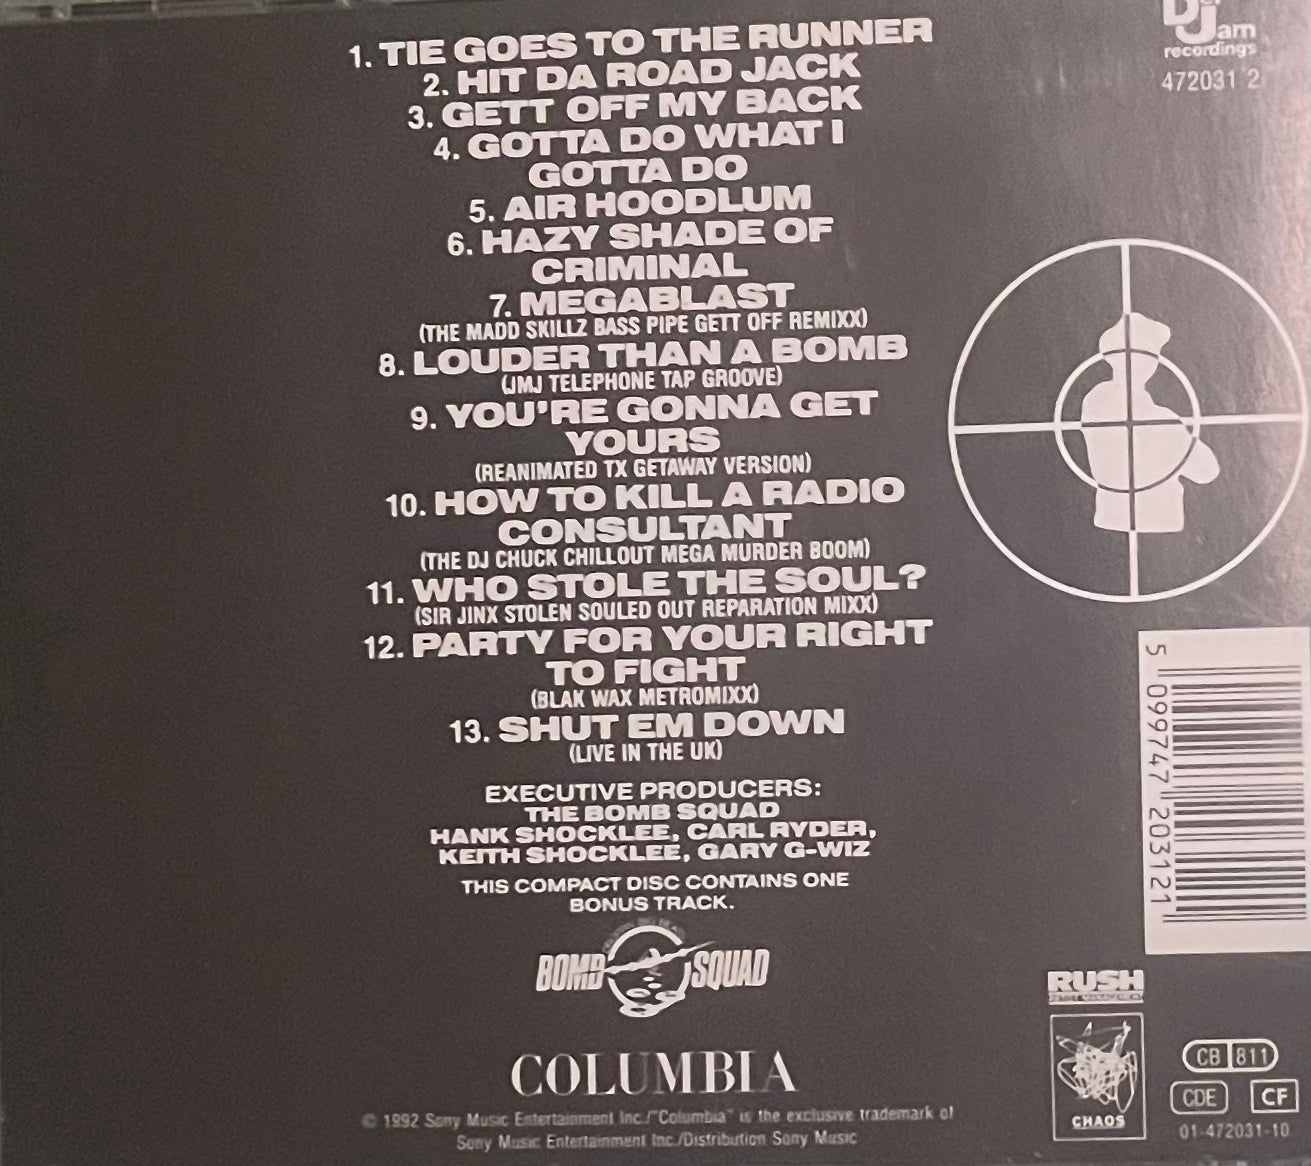 1. TIE GOES TO THE RUNNER
2. HIT DA ROAD JACK
3. GETT OFF MY BACK
4. GOTTA DO WHAT I
GOTTA DO
5. AIR HOODLUM
6. HAZY SHADE OF
CRIMINAL
7. MEGABLAST
(THE MADD SKILLZ BASS PIPE GETT OFF REMIXX)
8. LOUDER THAN A BOMB
(JMJ TELEPHONE TAP GROOVE)
9. YOU'RE GONNA GET
YOURS
(REANIMATED TX GETAWAY VERSION)
10. HOW TO KILL A RADIO
CONSULTANT
(THE DJ CHUCK CHILLOUT MEGA MURDER BOOM)
11. WHO STOLE THE SOUL?
(SIR JINX STOLEN SOULED OUT REPARATION MIXX)
12. PARTY FOR YOUR RIGHT
TO FIGHT
(BLAK WAX METROMIXX)
13. SHUT EM DOWN
(LIVE IN THE UK)
EXECUTIVE PRODUCERS:
THE BOMB SQUAD
HANK SHOCKLEE, CARL RYDER,
KEITH SHOCKLEE, GARY G-WIZ
THIS COMPACT DISC CONTAINS ONE
BONUS TRACK.
BOMB SQUAD
COLUMBIA
© 1992 Sony Music Entertainment Inc./"Columbia" is the exclusive trademark of
Sony Music Entertainment Inc./Distribution Sony Music
Def
Jam
recordings
472031 2
5 099747 203121
RUSH
ARTIST MANAGEMENT
CHAOS
CB 811
CDE CF
01-472031-10